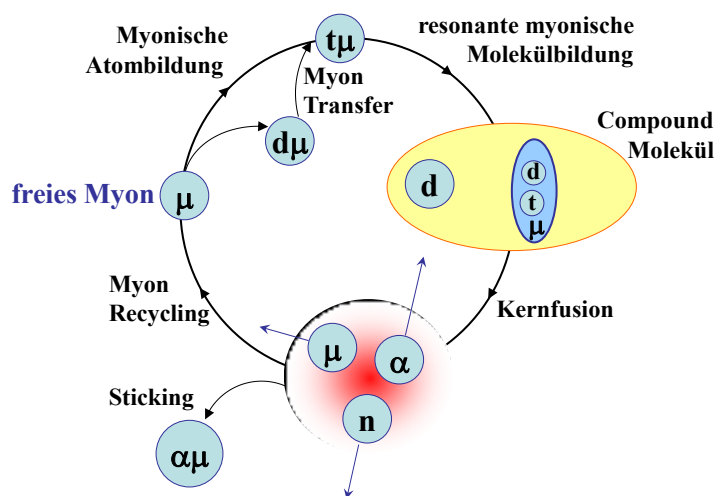 Myonische
Atombildung
tμ
resonante myonische
Molekülbildung
Myon
Transfer
dμ
Compound
Molekül
d
d
t
μ
freies Myon
μ
Myon
Recycling
Kernfusion
μ
α
n
Sticking
αμ